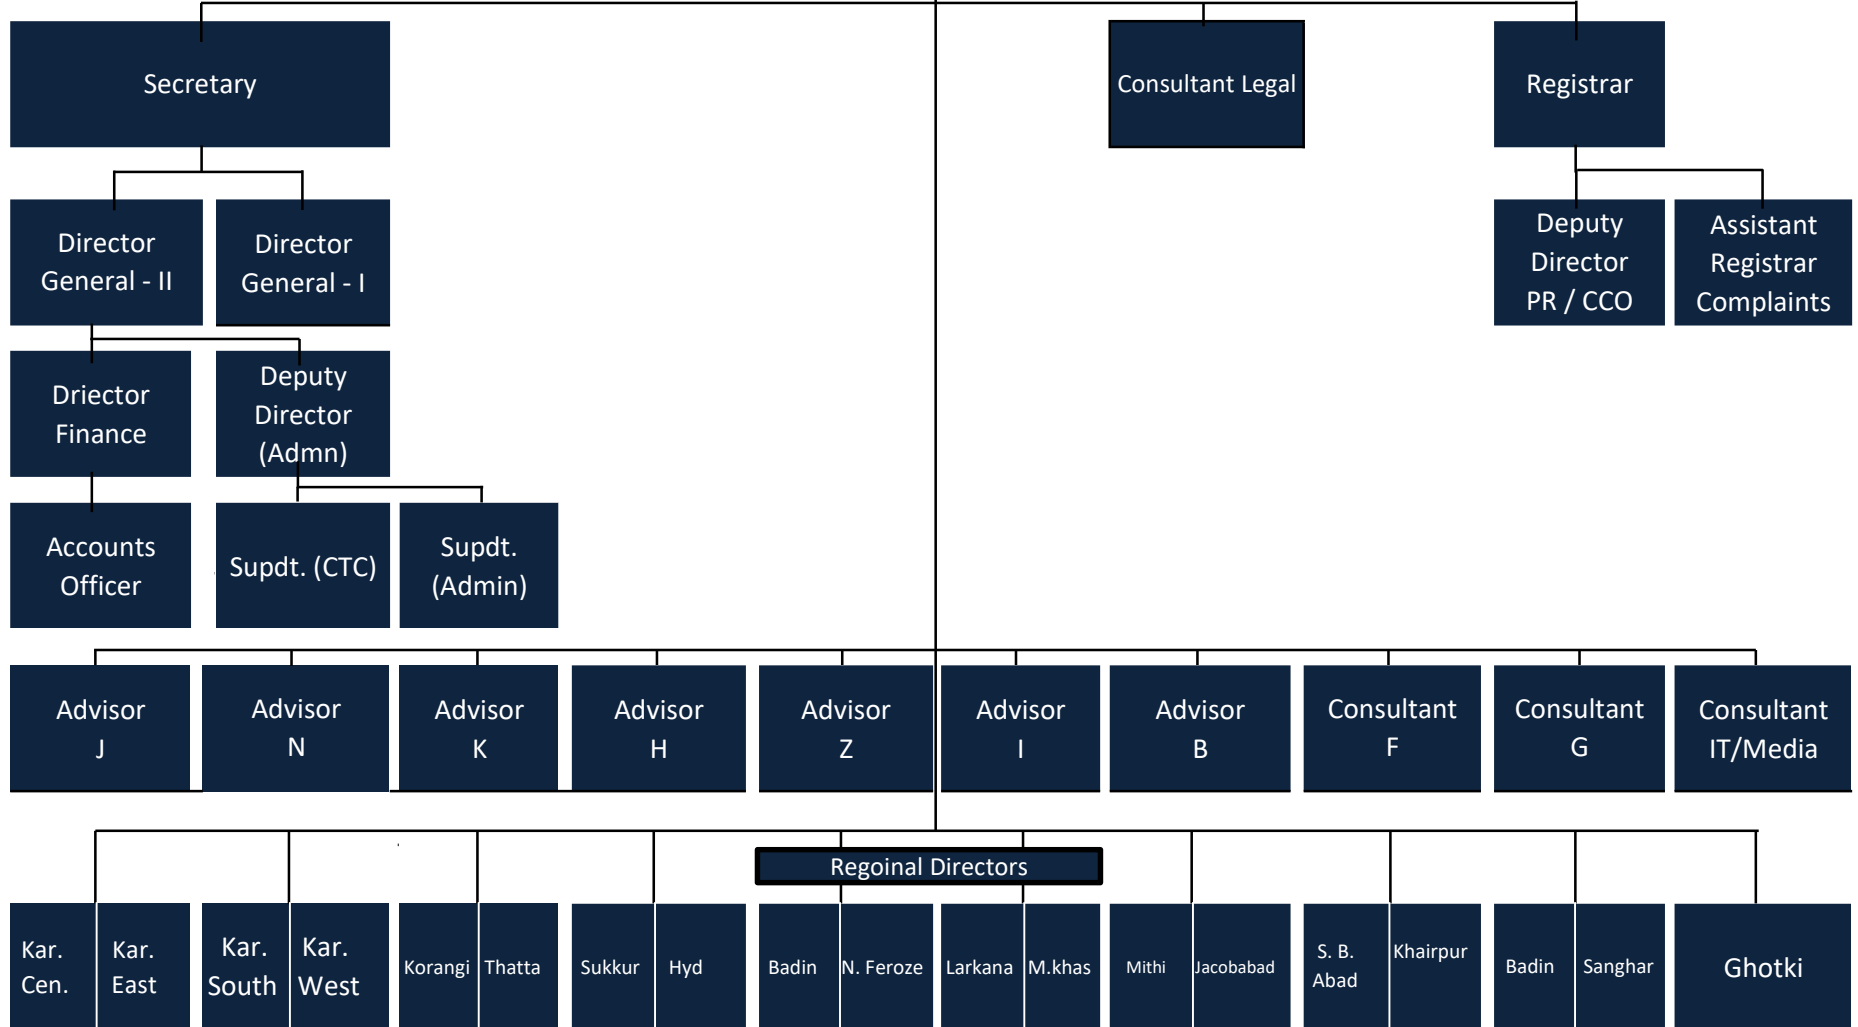 Secretary
Consultant Legal
Registrar
Director
General - II
Director
General - I
Deputy
Director
PR / CCO
Assistant
Registrar
Complaints
Driector
Finance
Deputy
Director
(Admn)
Accounts
Officer
Supdt. (CTC)
Supdt.
(Admin)
Advisor
J
Advisor
N
Advisor
K
Advisor
H
Advisor
Z
Advisor
I
Advisor
B
Consultant
F
Consultant
G
Consultant
IT/Media
Regoinal Directors
Kar.
Cen.
Kar.
East
Kar.
South
Kar.
West
Korangi
Thatta
Sukkur
Hyd
Badin
N. Feroze
Larkana
M.khas
Mithi
Jacobabad
S. B.
Abad
Khairpur
Badin
Sanghar
Ghotki